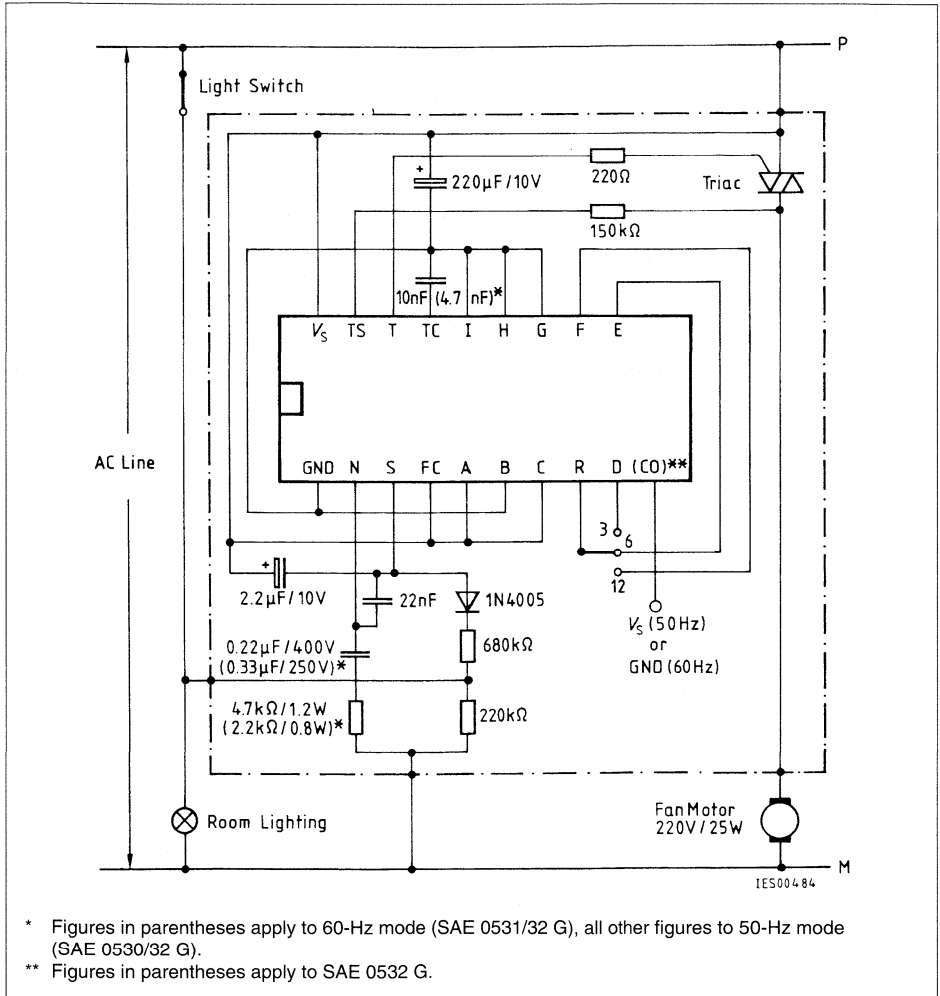 P
Light Switch
+
220µF/10V
220Ω
Triac
150kΩ
10nF (4.7 nF)*
V_S TS T TC I H G F E
AC Line
GND N S FC A B C R D (CO)**
3
6
12
+
2.2µF/10V
22nF
1N4005
V_S (50Hz)
or
GND (60Hz)
0.22µF/400V
(0.33µF/250V)*
680kΩ
4.7kΩ/1.2W
(2.2kΩ/0.8W)*
220kΩ
Room Lighting
Fan Motor
220V/25W
M
IES00484
* Figures in parentheses apply to 60-Hz mode (SAE 0531/32 G), all other figures to 50-Hz mode
(SAE 0530/32 G).
** Figures in parentheses apply to SAE 0532 G.